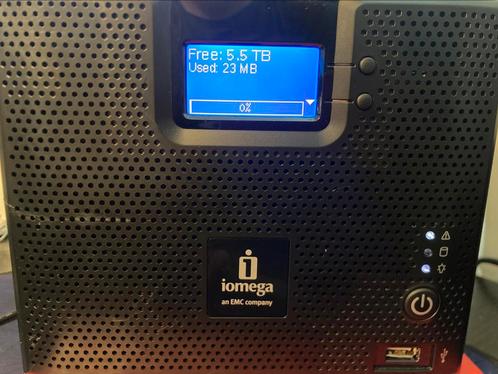 Free: 5.5 TB
Used: 23 MB
0%
iomega
an EMC company